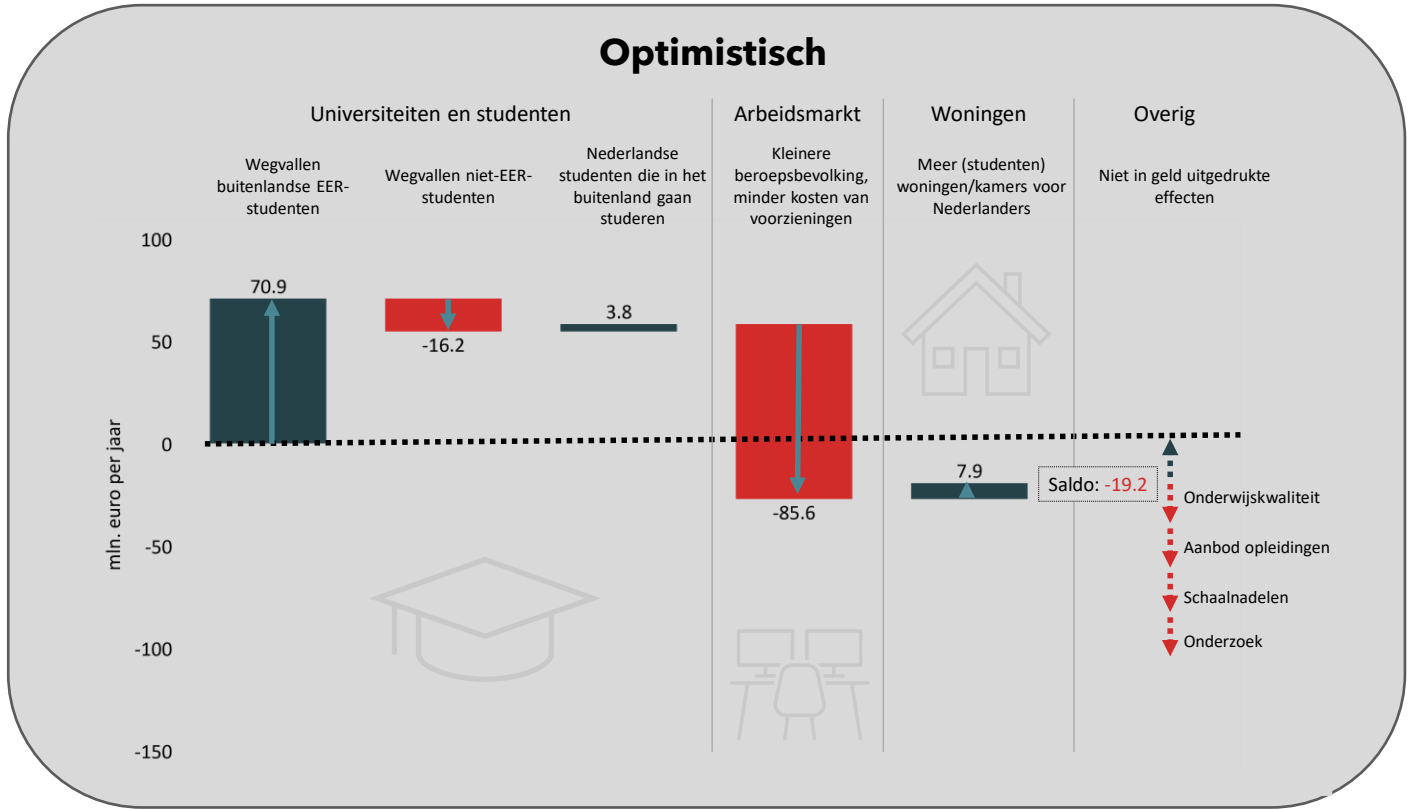 Optimistisch
Universiteiten en studenten
Arbeidsmarkt
Woningen
Overig
Wegvallen
buitenlandse EER-
studenten
Wegvallen niet-EER-
studenten
Nederlandse
studenten die in het
buitenland gaan
studeren
Kleinere
beroepsbevolking,
minder kosten van
voorzieningen
Meer (studenten)
woningen/kamers voor
Nederlanders
Niet in geld uitgedrukte
effecten
mln. euro per jaar
100
50
0
-50
-100
-150
70.9
-16.2
3.8
-85.6
7.9
Saldo: -19.2
Onderwijskwaliteit
Aanbod opleidingen
Schaalnadelen
Onderzoek